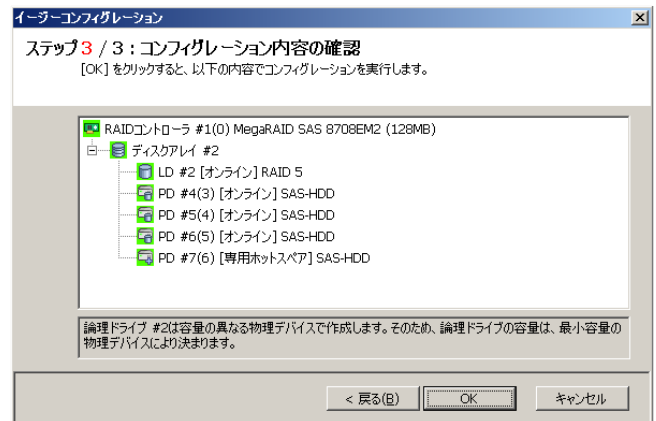 イージーコンフィグレーション
ステップ3 / 3 : コンフィグレーション内容の確認
[OK] をクリックすると、以下の内容でコンフィグレーションを実行します。
RAIDコントローラ #1(0) MegaRAID SAS 8708EM2 (128MB)
ディスクアレイ #2
LD #2 [オンライン] RAID 5
PD #4(3) [オンライン] SAS-HDD
PD #5(4) [オンライン] SAS-HDD
PD #6(5) [オンライン] SAS-HDD
PD #7(6) [専用ホットスペア] SAS-HDD
論理ドライブ #2は容量の異なる物理デバイスで作成します。そのため、論理ドライブの容量は、最小容量の
物理デバイスにより決まります。
< 戻る(B) OK キャンセル